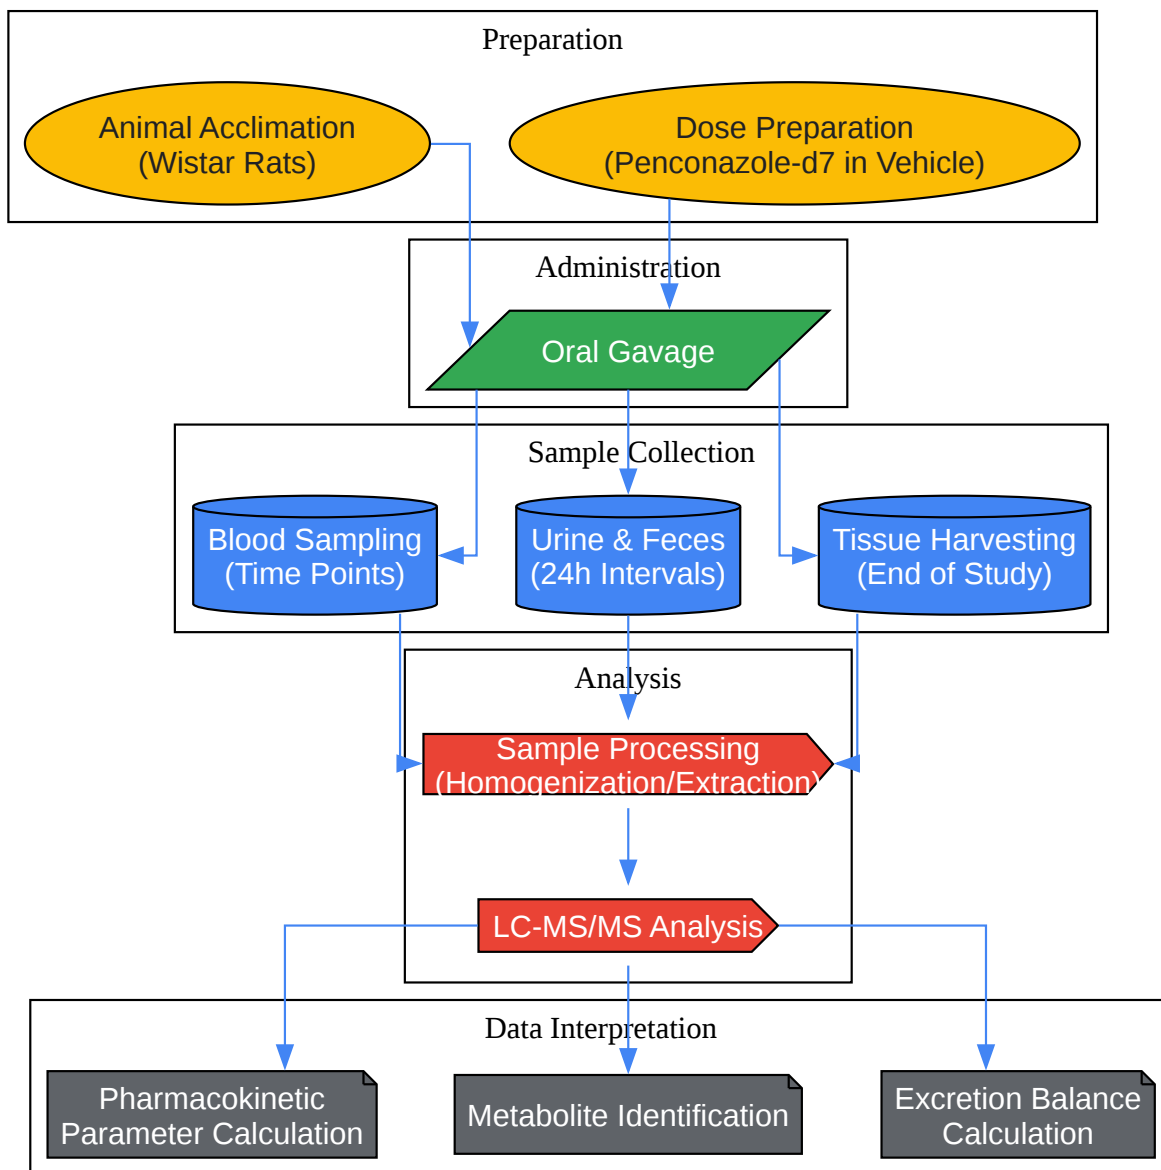 Preparation
Animal Acclimation
(Wistar Rats)
Dose Preparation
(Penconazole-d7 in Vehicle)
Administration
Oral Gavage
Sample Collection
Blood Sampling
(Time Points)
Urine & Feces
(24h Intervals)
Tissue Harvesting
(End of Study)
Analysis
Sample Processing
(Homogenization/Extraction)
LC-MS/MS Analysis
Data Interpretation
Pharmacokinetic
Parameter Calculation
Metabolite Identification
Excretion Balance
Calculation